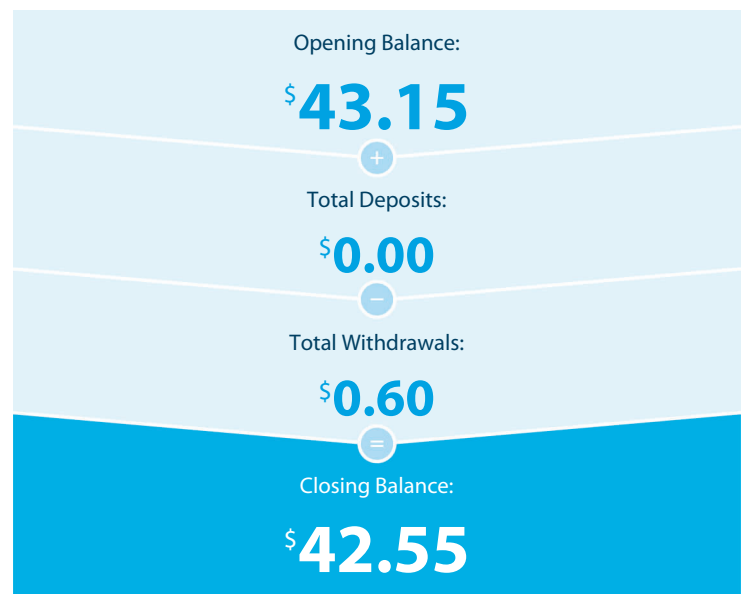 Opening Balance:
$43.15
+
Total Deposits:
$0.00
−
Total Withdrawals:
$0.60
=
Closing Balance:
$42.55